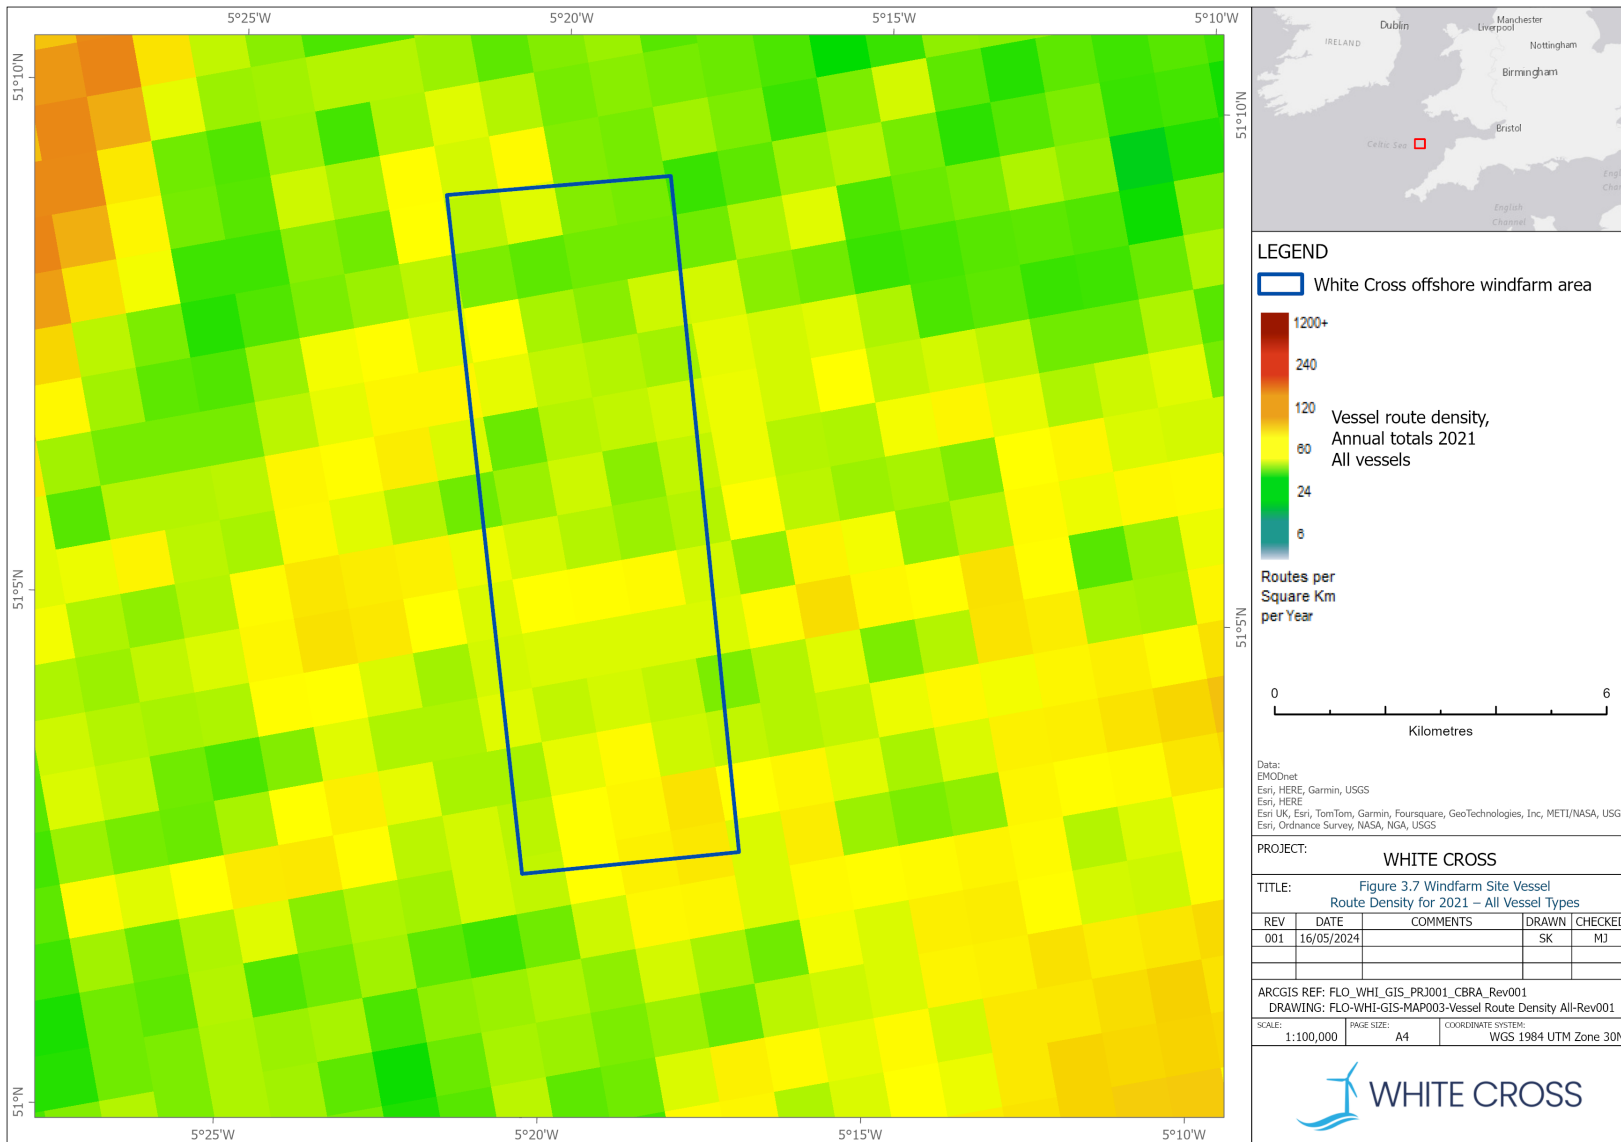 5°25'W
5°20'W
5°15'W
5°10'W
51°10'N
51°5'N
51°N
51°10'N
51°5'N
5°25'W
5°20'W
5°15'W
5°10'W
Dublin
IRELAND
Manchester
Liverpool
Nottingham
Birmingham
Bristol
Celtic Sea
English
Channel
LEGEND
White Cross offshore windfarm area
1200+
240
120
60
24
6
Vessel route density,
Annual totals 2021
All vessels
Routes per
Square Km
per Year
0 6
Kilometres
Data:
EMODnet
Esri, HERE, Garmin, USGS
Esri, HERE
Esri UK, Esri, TomTom, Garmin, Foursquare, GeoTechnologies, Inc, METI/NASA, USG
Esri, Ordnance Survey, NASA, NGA, USGS
PROJECT:
WHITE CROSS
TITLE:
Figure 3.7 Windfarm Site Vessel
Route Density for 2021 – All Vessel Types
REV DATE COMMENTS DRAWN CHECKED
001 16/05/2024 SK MJ
ARCGIS REF: FLO_WHI_GIS_PRJ001_CBRA_Rev001
DRAWING: FLO-WHI-GIS-MAP003-Vessel Route Density All-Rev001
SCALE: PAGE SIZE: COORDINATE SYSTEM:
1:100,000 A4 WGS 1984 UTM Zone 30N
WHITE CROSS